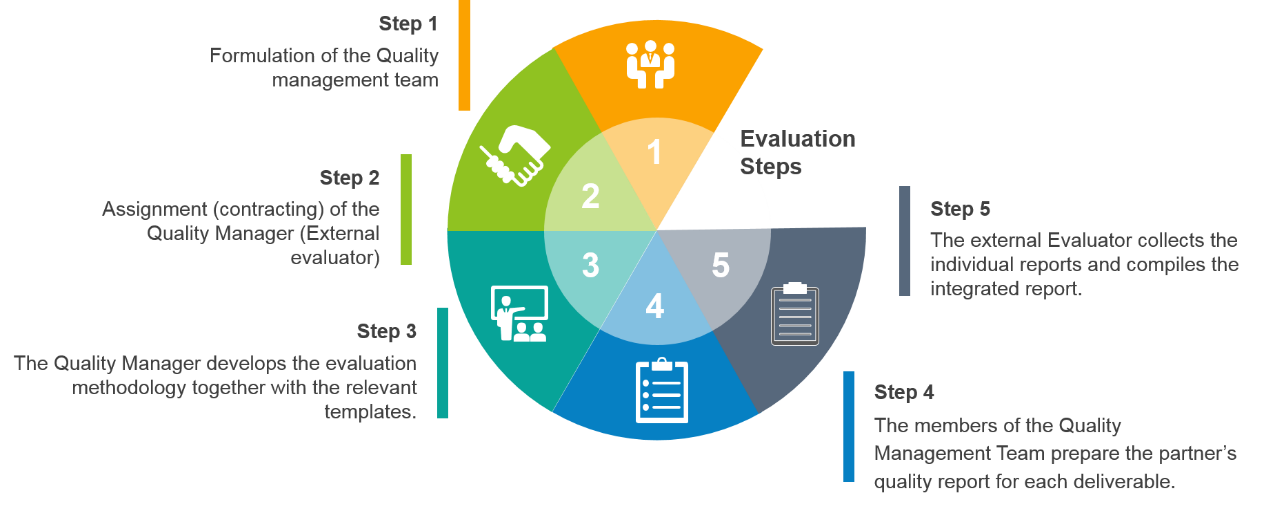 Step 1
Formulation of the Quality
management team
Step 2
Assignment (contracting) of the
Quality Manager (External
evaluator)
Step 3
The Quality Manager develops the evaluation
methodology together with the relevant
templates.
1
2
3
4
5
Evaluation
Steps
Step 5
The external Evaluator collects the
individual reports and compiles the
integrated report.
Step 4
The members of the Quality
Management Team prepare the partner’s
quality report for each deliverable.